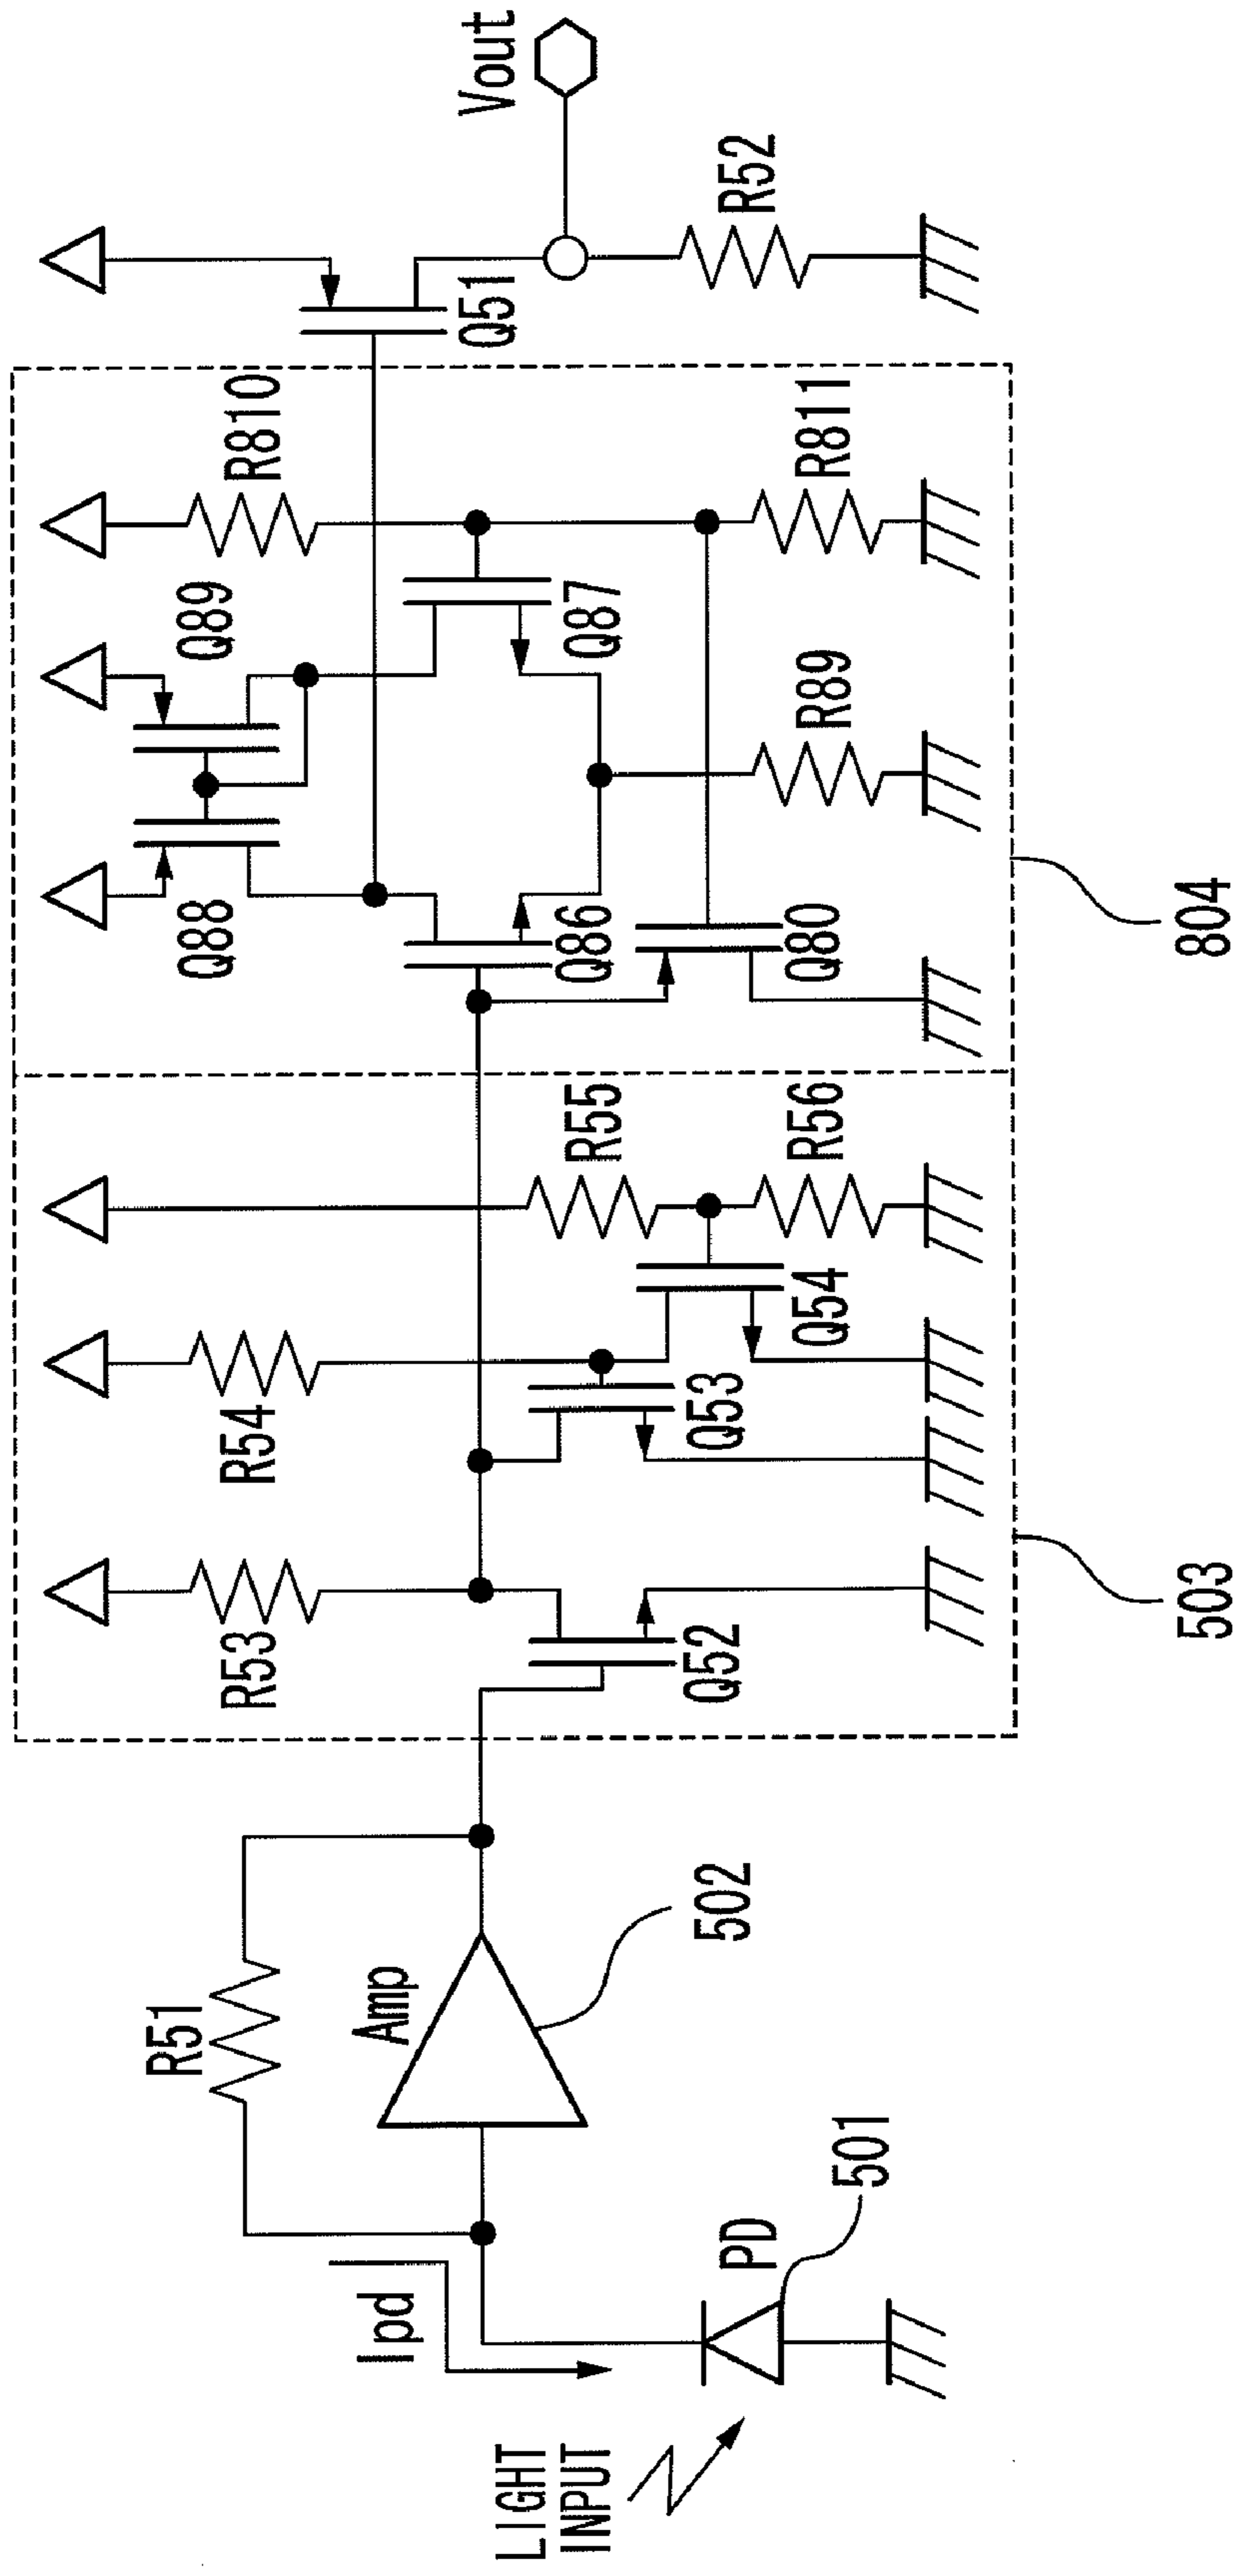 LIGHT
INPUT
Ipd
PD
501
R51
Amp
502
R53
Q52
R54
Q53
Q54
R55
R56
503
Q88
Q89
Q86
Q87
Q80
R89
R810
R811
804
Q51
R52
Vout